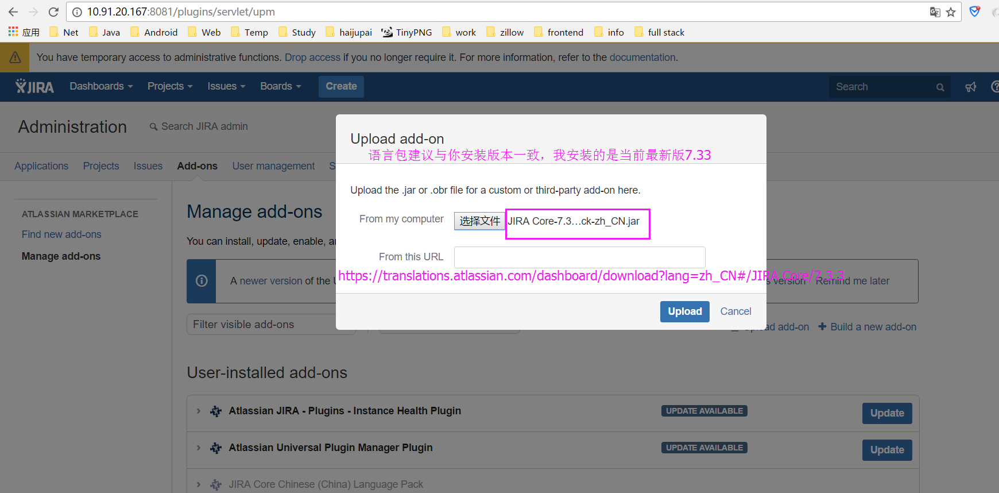 10.91.20.167:8081/plugins/servlet/upm
应用 Net Java Android Web Temp Study haijupai TinyPNG work zillow frontend info full stack
You have temporary access to administrative functions. Drop access if you no longer require it. For more information, refer to the documentation.
JIRA Dashboards Projects Issues Boards Create Search
Administration Search JIRA admin
Upload add-on
语言包建议与你安装版本一致，我安装的是当前最新版7.33
Applications Projects Issues Add-ons User management S
Upload the .jar or .obr file for a custom or third-party add-on here.
ATLASSIAN MARKETPLACE
Find new add-ons
Manage add-ons
Manage add-ons
You can install, update, enable, an
From my computer 选择文件 JIRA Core-7.3...ck-zh_CN.jar
From this URL
https://translations.atlassian.com/dashboard/download?lang=zh_CN#/JIRA Core/7.3.3
A newer version of the U version Remind me later
Upload Cancel
Filter visible add-ons
Upload add-on Build a new add-on
User-installed add-ons
Atlassian JIRA - Plugins - Instance Health Plugin UPDATE AVAILABLE Update
Atlassian Universal Plugin Manager Plugin UPDATE AVAILABLE Update
JIRA Core Chinese (China) Language Pack